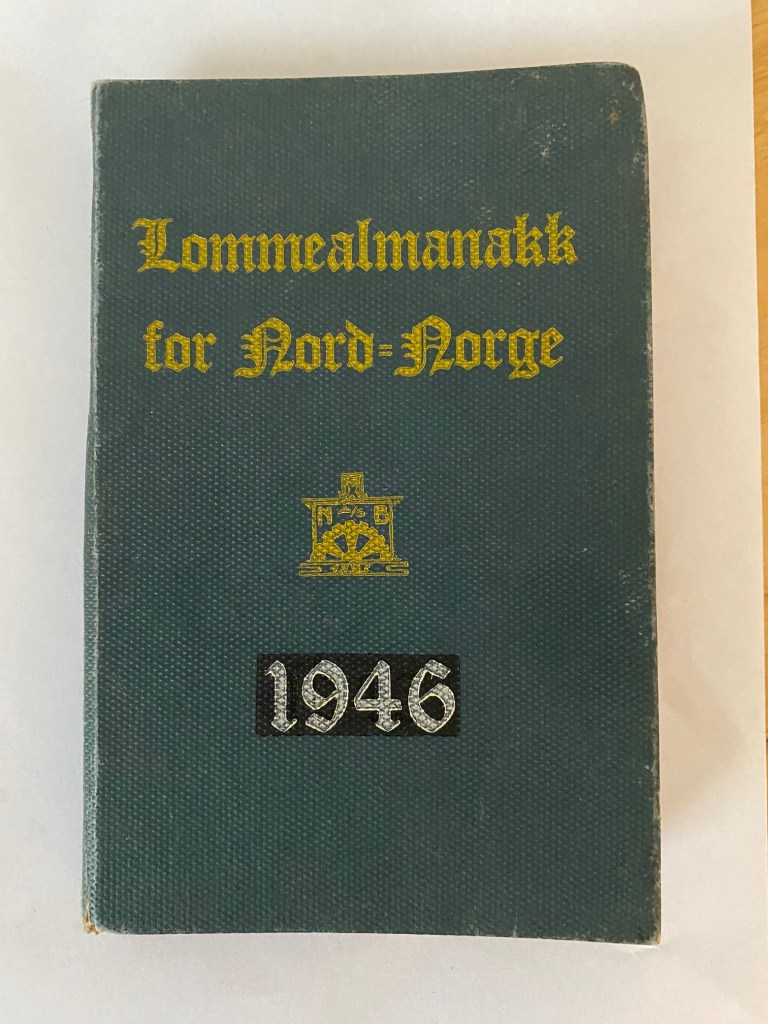 Lommealmanakk
for Nord=Norge
N A/S B
1946